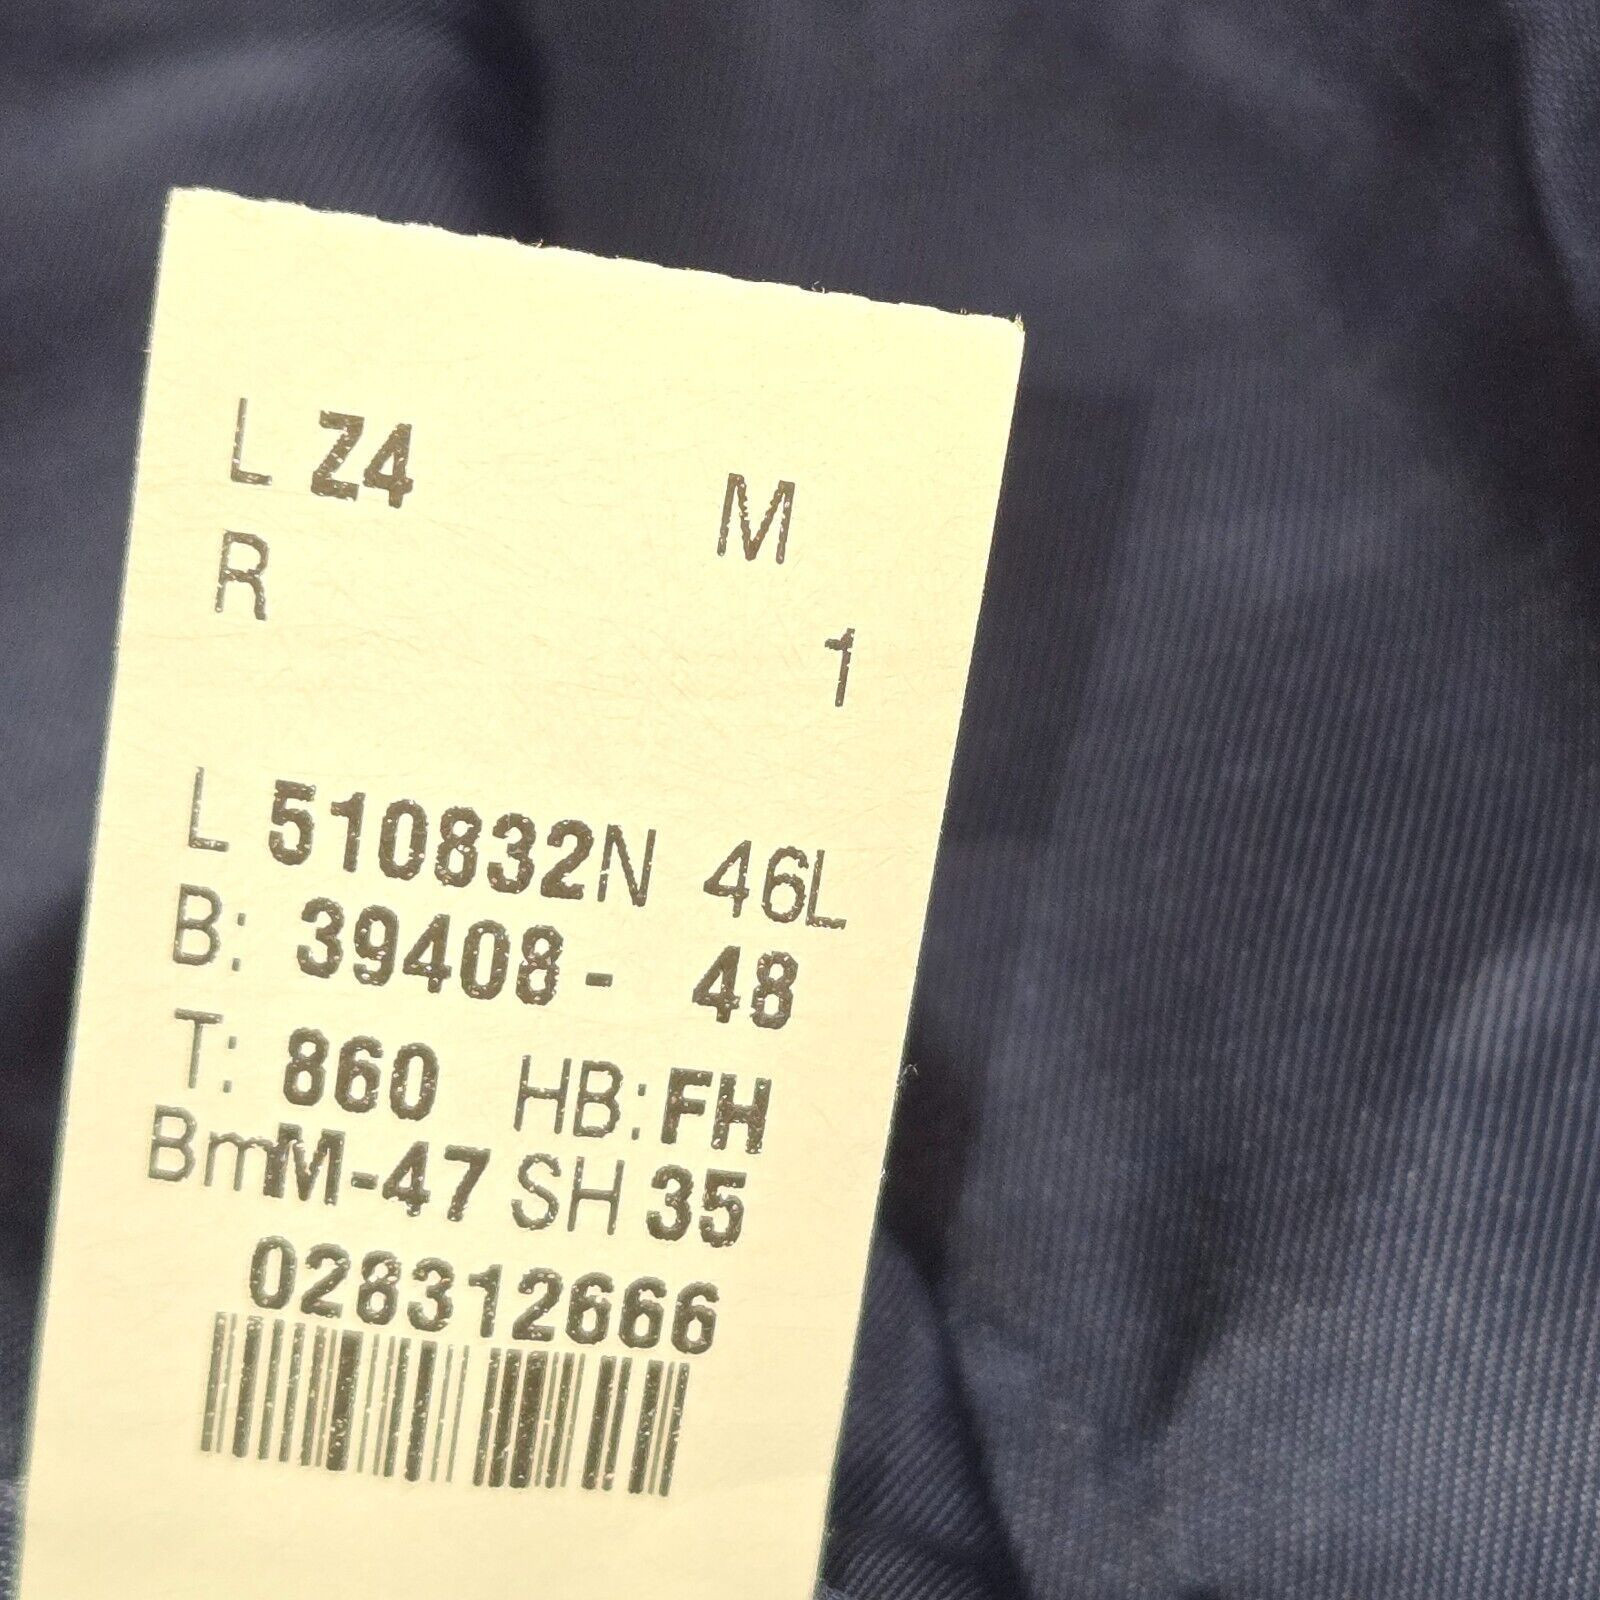 L Z4 M
R
1
L 510832N 46L
B: 39408- 48
T: 860 HB: FH
BmM-47 SH 35
028312666